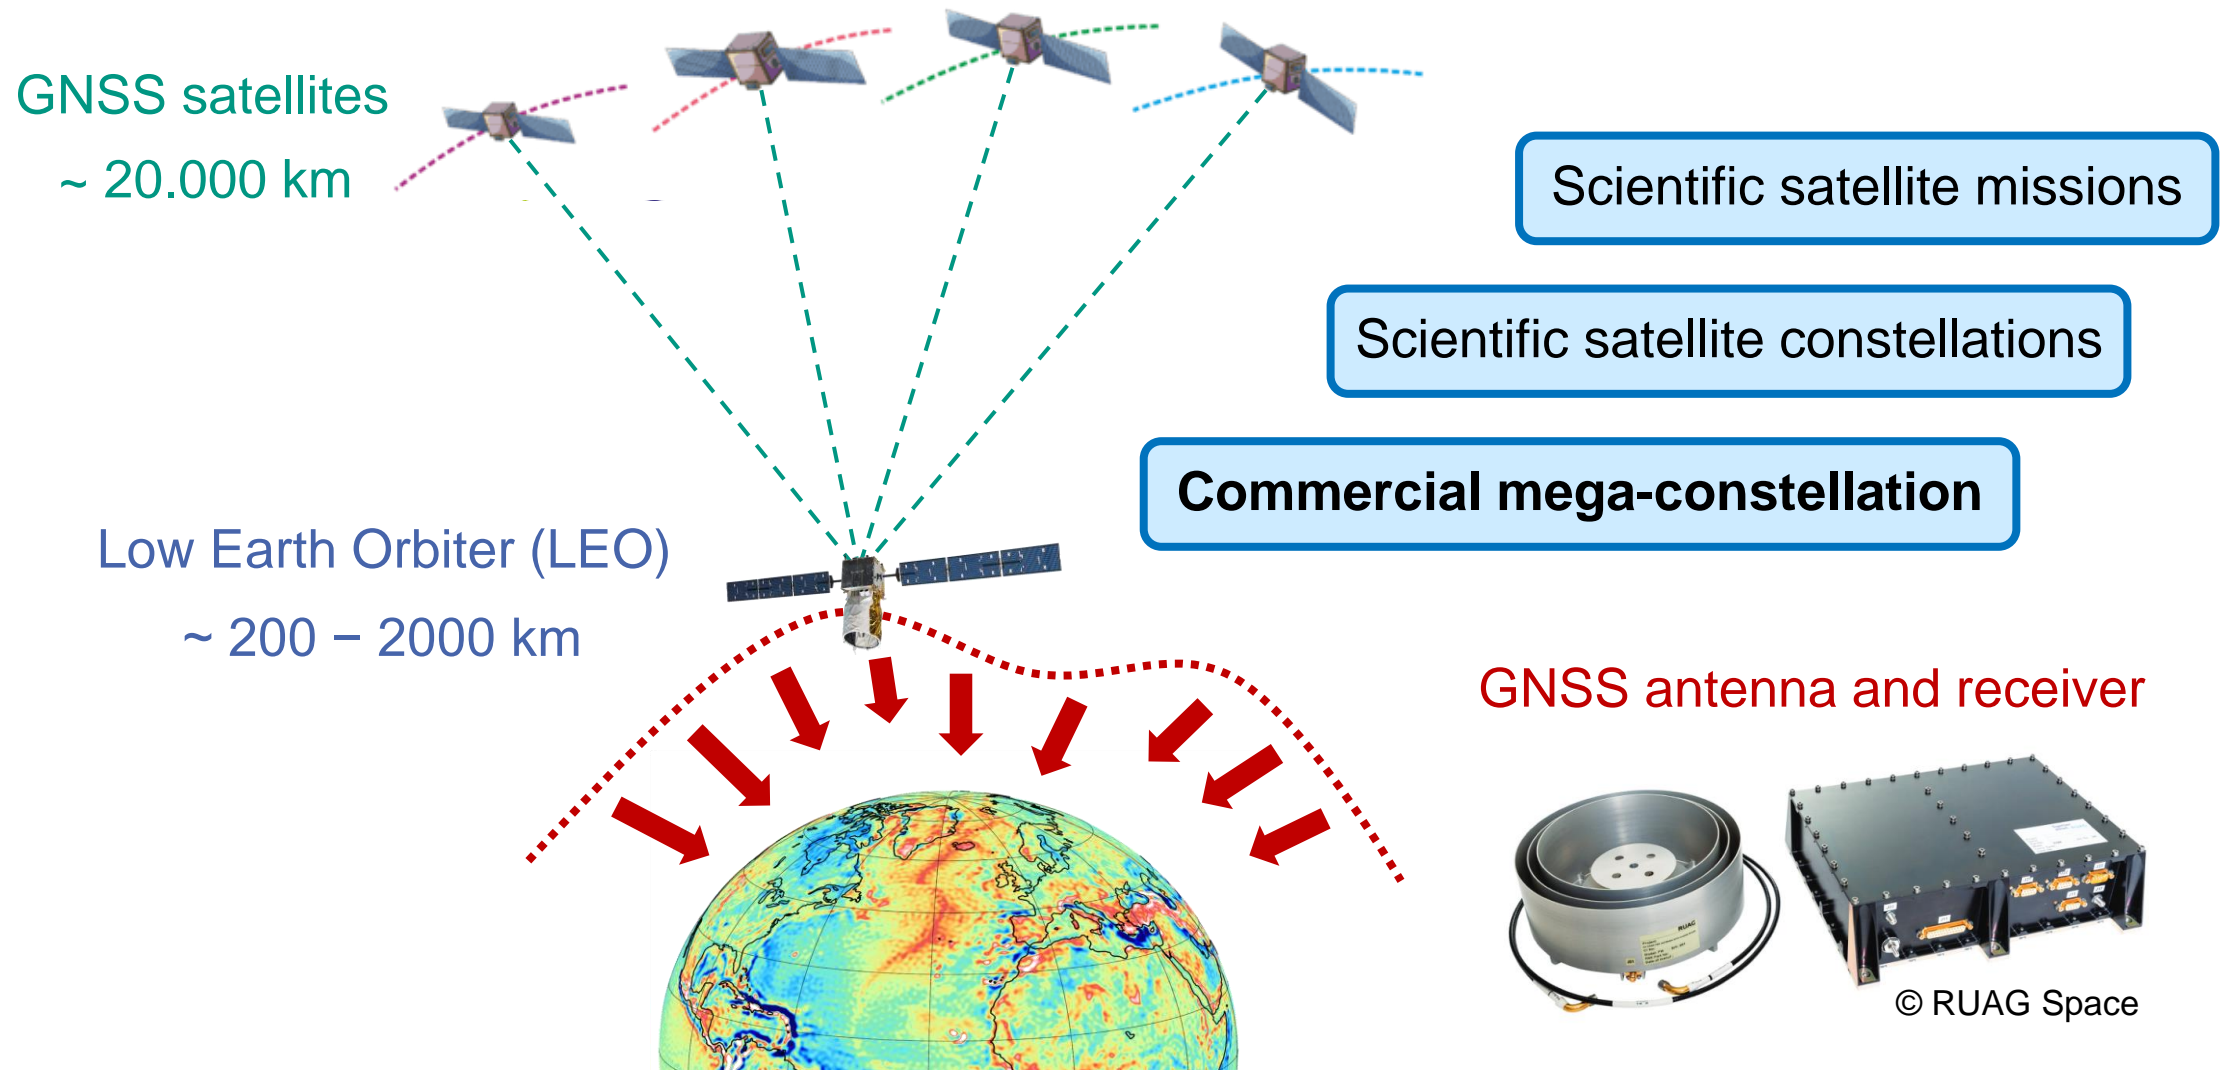 GNSS satellites
~ 20.000 km
Scientific satellite missions
Scientific satellite constellations
Commercial mega-constellation
Low Earth Orbiter (LEO)
~ 200 – 2000 km
GNSS antenna and receiver
RUAG
© RUAG Space